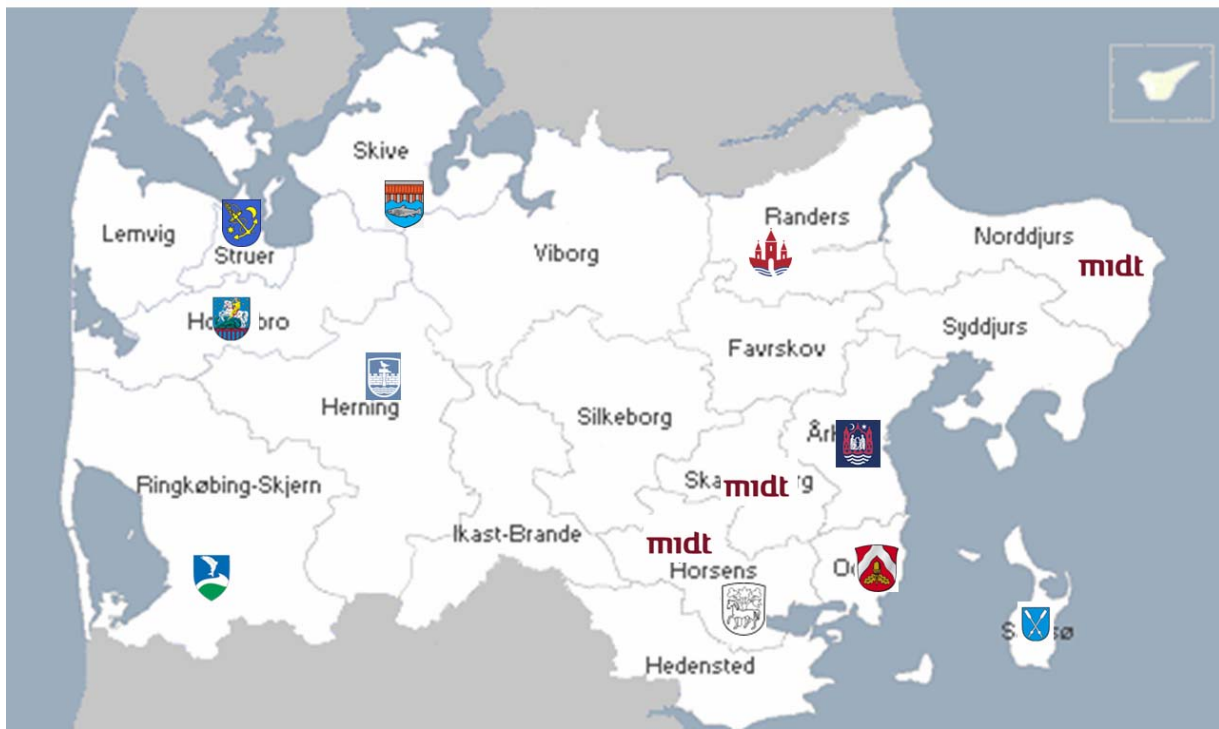 Skive
Randers
Lemvig
Norddjurs
Struer
Viborg
midt
Syddjurs
Favrskov
Herning
Silkeborg
Ringkøbing-Skjern
midt
Ikast-Brande
midt
Horsens
Hedensted